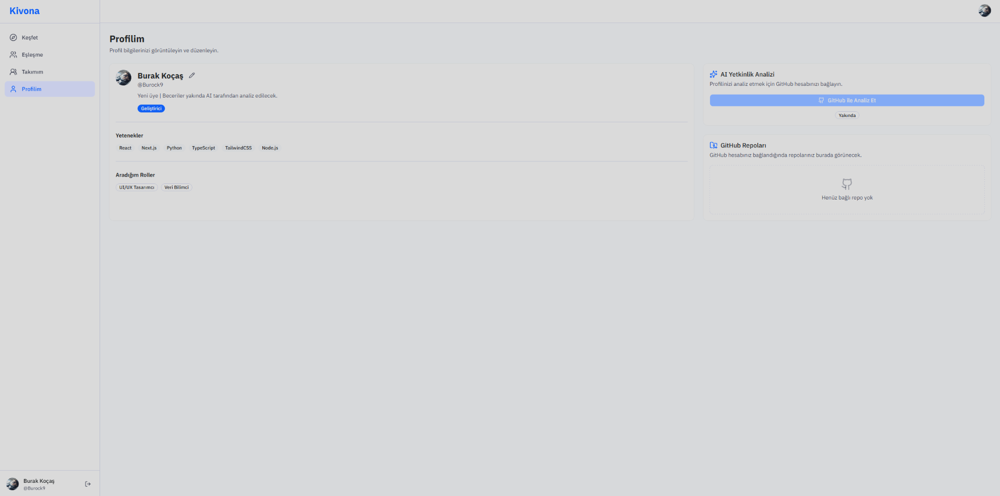 Kivona
Keşfet
Eşleşme
Takımım
Profilim
Burak Koçaş
@Burock9
Profilim
Profil bilgilerinizi görüntüleyin ve düzenleyin.
Burak Koçaş
@Burock9
Yeni üye | Beceriler yakında AI tarafından analiz edilecek.
Geliştirici
Yetenekler
React Next.js Python TypeScript TailwindCSS Node.js
Aradığım Roller
UI/UX Tasarımcı Veri Bilimci
AI Yetkinlik Analizi
Profilinizi analiz etmek için GitHub hesabınızı bağlayın.
GitHub ile Analiz Et
Yakında
GitHub Repoları
GitHub hesabınız bağlandığında repolarınız burada görünecek.
Henüz bağlı repo yok